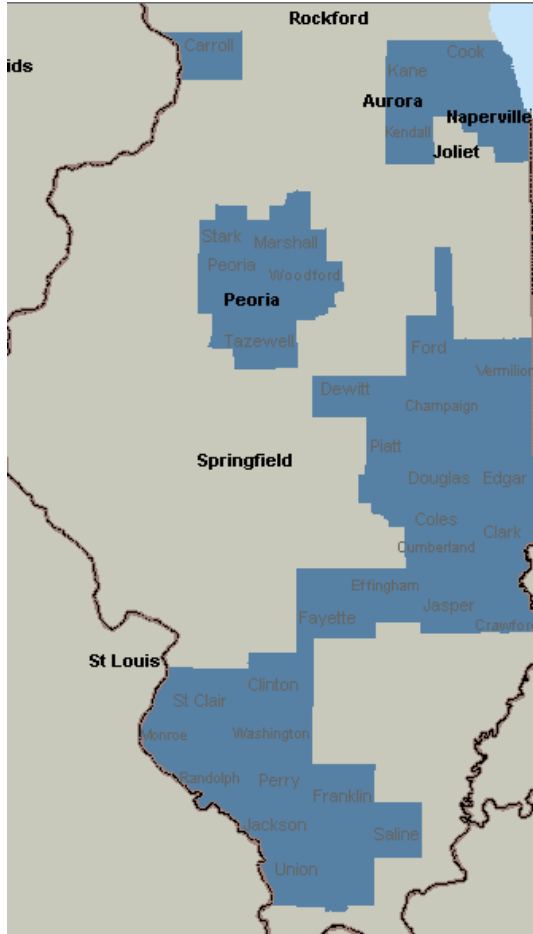 Rockford
Carroll
Cook
ids
Kane
Aurora
Naperville
Kendall
Joliet
Stark
Marshall
Peoria
Woodford
Peoria
Tazewell
Ford
Vermilion
Dewitt
Champaign
Piatt
Springfield
Douglas
Edgar
Coles
Clark
Cumberland
Effingham
Jasper
Fayette
Crawford
St Louis
Clinton
St Clair
Monroe
Washington
Randolph
Perry
Franklin
Jackson
Saline
Union